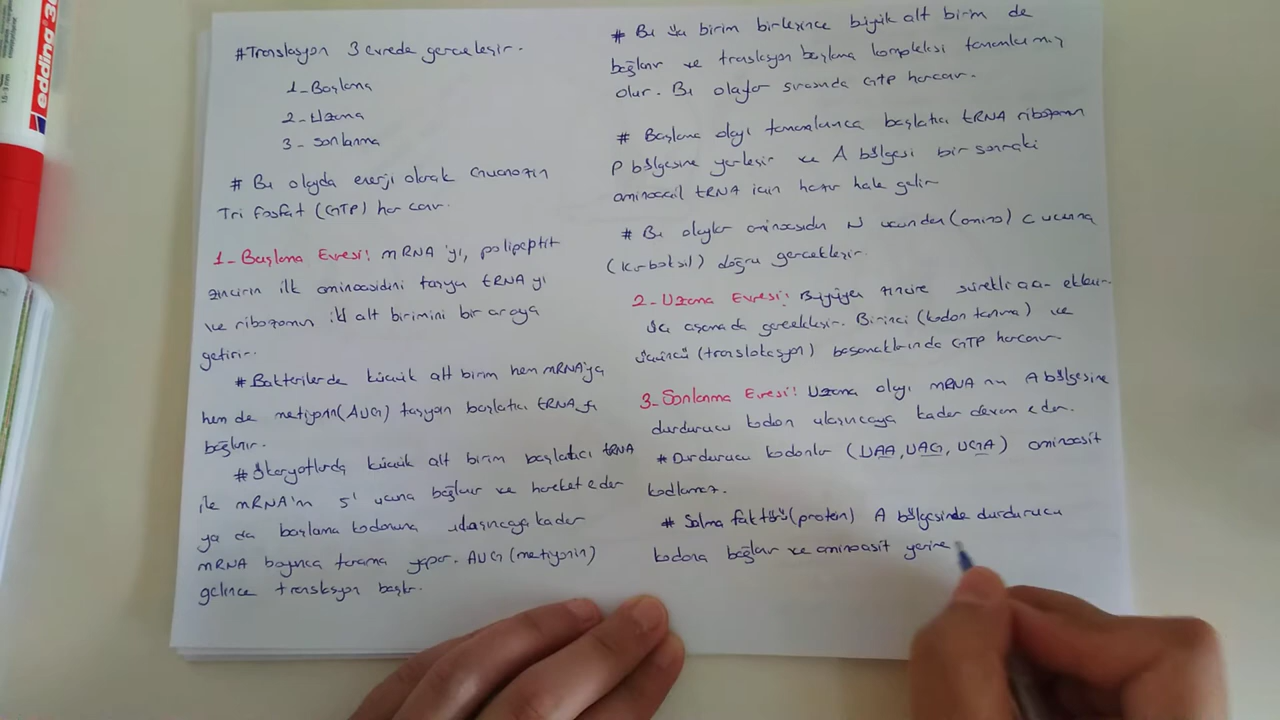 edding 30
#Translasyon 3 evrede gerçekleşir.
1-Başlama
2-Uzama
3-Sonlanma
# Bu olayda enerji olarak Guanozin
Tri fosfat (GTP) harcar.
1-Başlama Evresi: mRNA'yı, polipeptit
zincirin ilk aminoasidini taşıyan tRNA yı
ve ribozomun iki alt birimini bir araya
getirir.
# Bakterilerde küçük alt birim hem mRNA'ya
hem de metiyonin(AUG) taşıyan başlatıcı tRNA ya
bağlanır.
# Ökaryotlarda küçük alt birim başlatıcı tRNA
ile mRNA'nın 5' ucuna bağlanır ve hareket eder
ya da başlama kodonuna ulaşıncaya kadar
mRNA boyunca tarama yapar. AUG(metiyonin)
gelince translasyon başlar.
# Bu iki birim birleşince büyük alt birim de
bağlanır ve translasyon başlama kompleksi tamamlanmış
olur. Bu olaylar sırasında GTP harcar.
# Başlama olayı tamamlanınca başlatıcı tRNA ribozomun
P bölgesine yerleşir ve A bölgesi bir sonraki
aminoacil tRNA için hazır hale gelir
# Bu olaylar aminoasidin N ucundan(amino) C ucuna
(karboksil) doğru gerçekleşir.
2-Uzama Evresi: Büyüyen zincire sürekli a.a. eklenir.
Üç aşamada gerçekleşir. Birinci (kodon tanıma) ve
üçüncü (translokasyon) basamaklarında GTP harcar.
3-Sonlanma Evresi: Uzama olayı mRNA nın A bölgesine
durdurucu kodon ulaşıncaya kadar devam eder.
* Durdurucu kodonlar (UAA, UAG, UGA) aminoasit
kodlamaz.
# Salma faktörü(protein) A bölgesinde durdurucu
kodona bağlanır ve aminoasit yerine